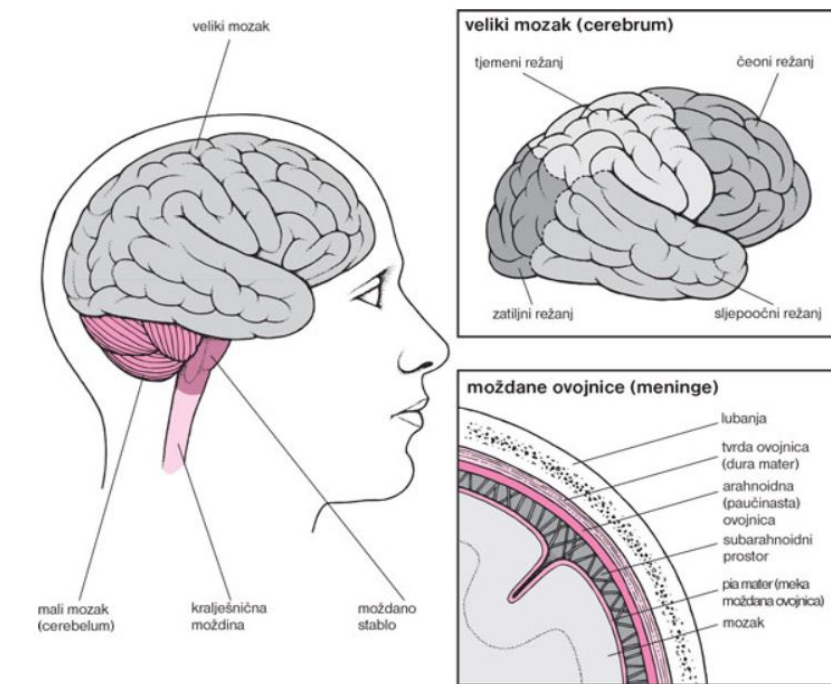 veliki mozak
mali mozak
(cerebelum)
kralješnična
moždina
moždano
stablo
veliki mozak (cerebrum)
tjemeni režanj
čeoni režanj
zatiljni režanj
sljepoočni režanj
moždane ovojnice (meninge)
lubanja
tvrda ovojnica
(dura mater)
arahnoidna
(paučinasta)
ovojnica
subarahnoidni
prostor
pia mater (meka
moždana ovojnica)
mozak